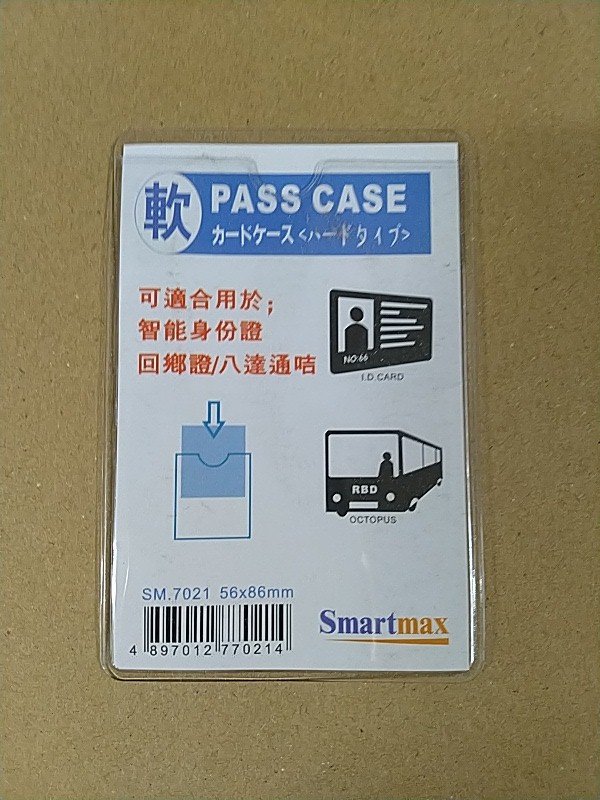 軟
PASS CASE
カードケース<ハードタイプ>
可適合用於;
智能身份證
回鄉證/八達通咭
NO:66
I.D.CARD
RBD
OCTOPUS
SM.7021 56x86mm
4 897012 770214
Smartmax